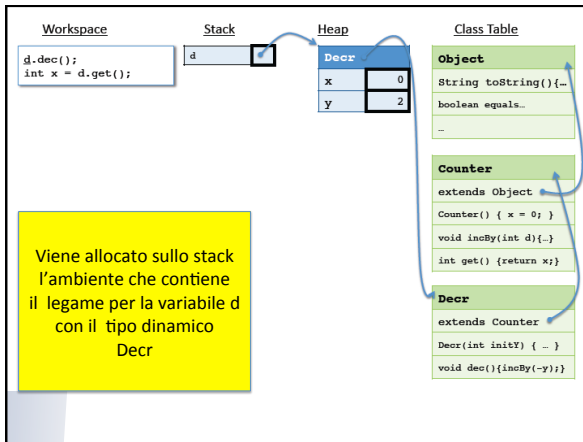 Workspace
Stack
Heap
Class Table
d.dec();
int x = d.get();
d
Decr
x 0
y 2
Object
String toString(){…
boolean equals…
…
Counter
extends Object
Counter() { x = 0; }
void incBy(int d){…}
int get() {return x;}
Decr
extends Counter
Decr(int initY) { … }
void dec(){incBy(-y);}
Viene allocato sullo stack
l'ambiente che contiene
il legame per la variabile d
con il tipo dinamico
Decr